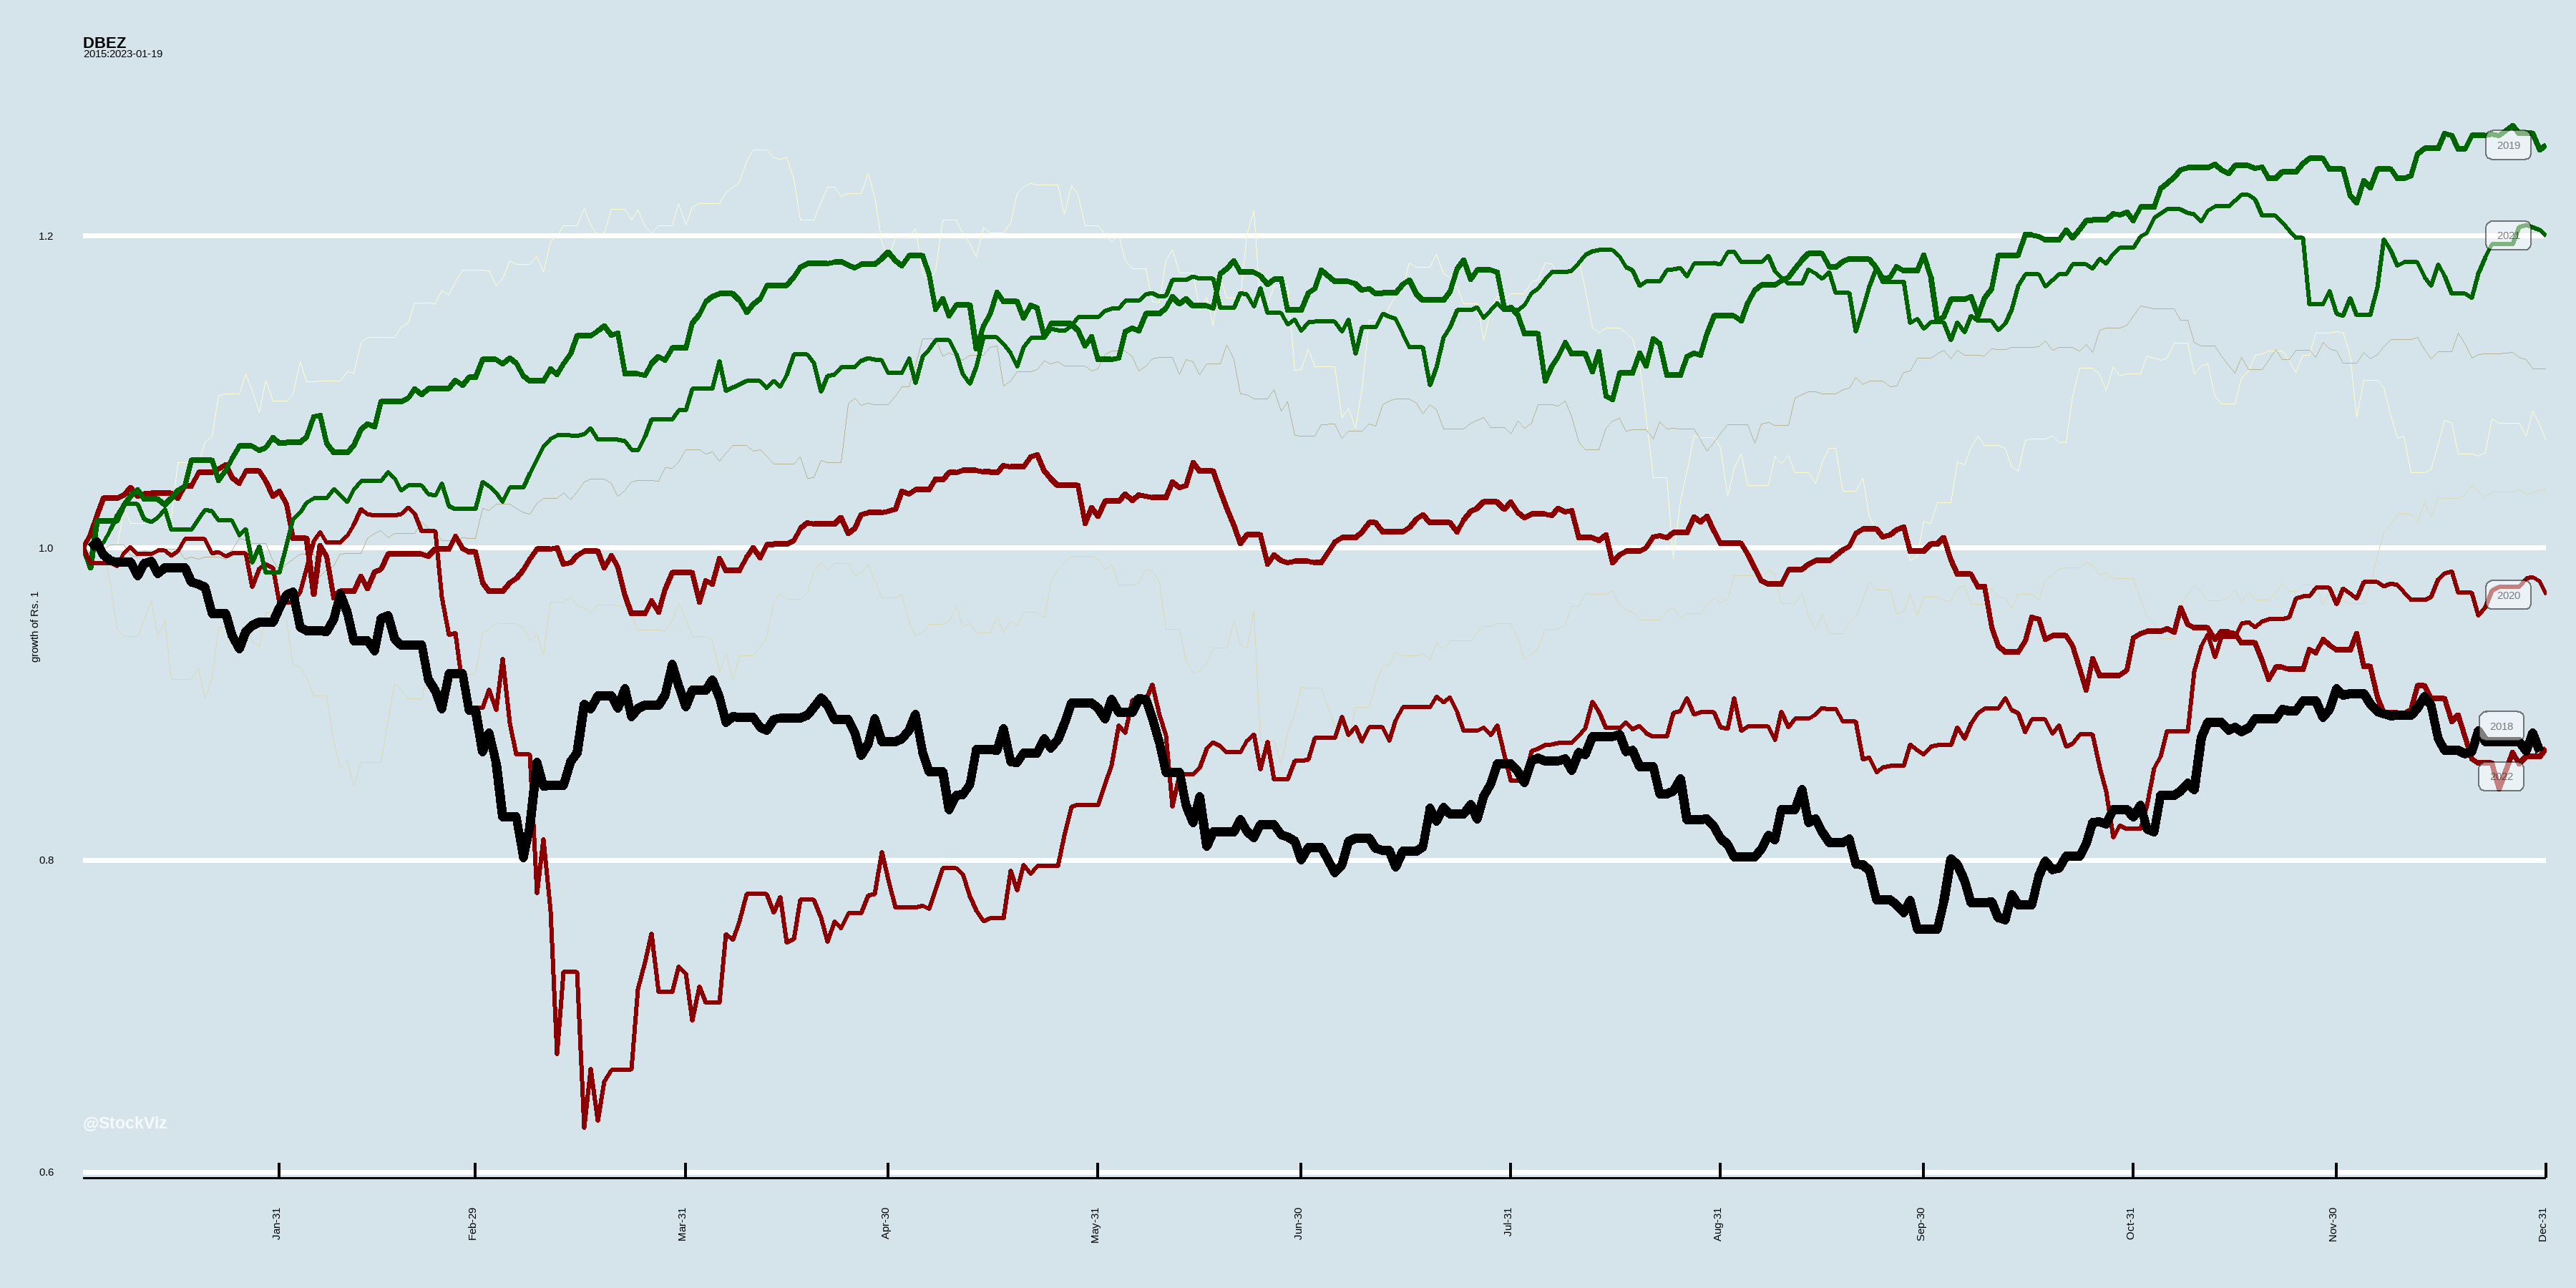 DBEZ
2015:2023-01-19
growth of Rs. 1
1.2
1.0
0.8
0.6
2019
2021
2020
2018
2022
@StockViz
Jan-31
Feb-29
Mar-31
Apr-30
May-31
Jun-30
Jul-31
Aug-31
Sep-30
Oct-31
Nov-30
Dec-31